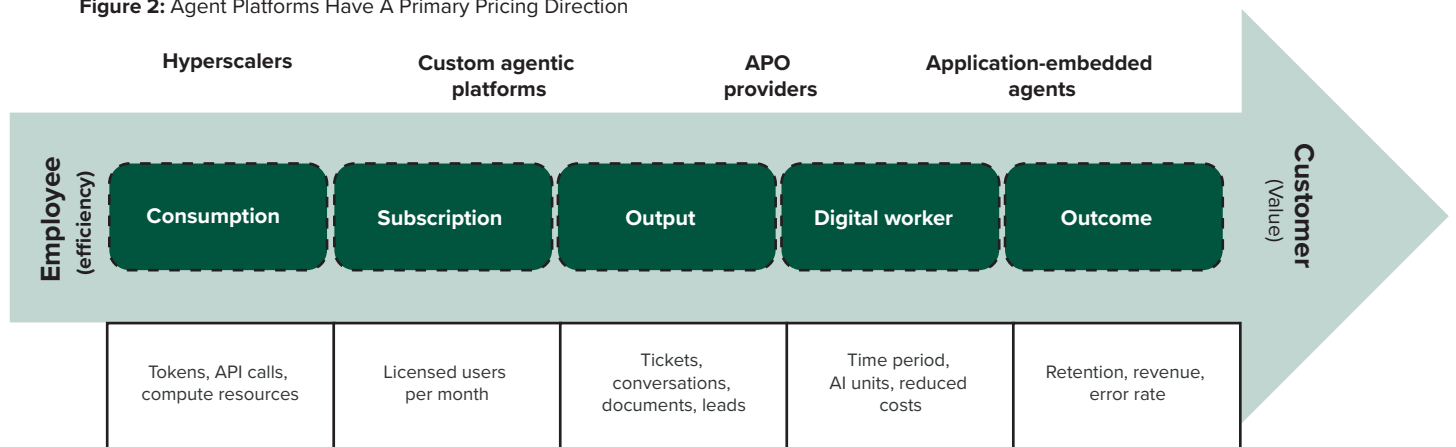 Figure 2: Agent Platforms Have A Primary Pricing Direction
Hyperscalers
Custom agentic
platforms
APO
providers
Application-embedded
agents
Employee
(efficiency)
Consumption
Subscription
Output
Digital worker
Outcome
Customer
(Value)
Tokens, API calls,
compute resources
Licensed users
per month
Tickets,
conversations,
documents, leads
Time period,
AI units, reduced
costs
Retention, revenue,
error rate